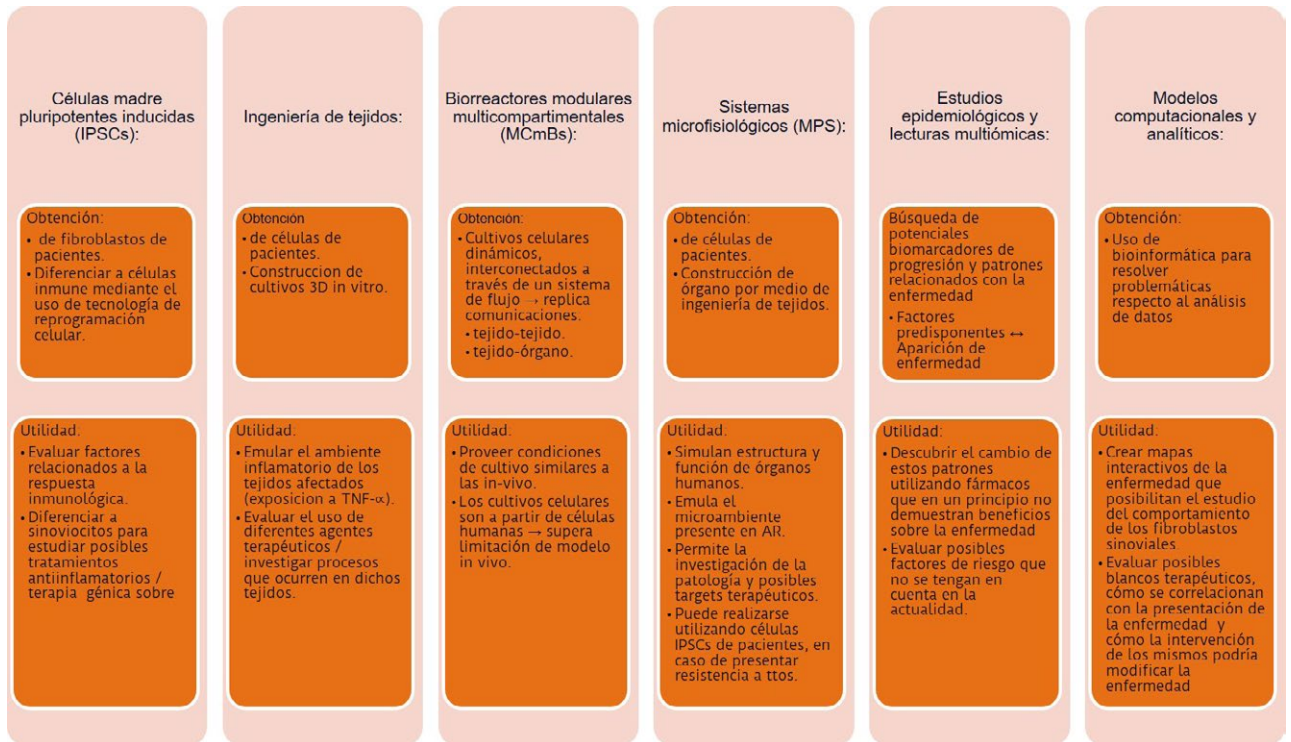 Células madre
pluripotentes inducidas
(IPSCs):
Obtención:
• de fibroblastos de
pacientes.
• Diferenciar a células
inmune mediante el
uso de tecnología de
reprogramación
celular.
Utilidad:
• Evaluar factores
relacionados a la
respuesta
inmunológica.
• Diferenciar a
sinoviocitos para
estudiar posibles
tratamientos
antiinflamatorios /
terapia génica sobre
Ingeniería de tejidos:
Obtención
• de células de
pacientes.
• Construccion de
cultivos 3D in vitro.
Utilidad:
• Emular el ambiente
inflamatorio de los
tejidos afectados
(exposicion a TNF-∝).
• Evaluar el uso de
diferentes agentes
terapéuticos /
investigar procesos
que ocurren en dichos
tejidos.
Biorreactores modulares
multicompartimentales
(MCmBs):
Obtención:
• Cultivos celulares
dinámicos,
interconectados a
través de un sistema
de flujo → replica
comunicaciones.
• tejido-tejido.
• tejido-órgano.
Utilidad:
• Proveer condiciones
de cultivo similares a
las in-vivo.
• Los cultivos celulares
son a partir de células
humanas → supera
limitación de modelo
in vivo.
Sistemas
microfisiológicos (MPS):
Obtención:
• de células de
pacientes.
• Construcción de
órgano por medio de
ingeniería de tejidos.
Utilidad:
• Simulan estructura y
función de órganos
humanos.
• Emula el
microambiente
presente en AR.
• Permite la
investigación de la
patología y posibles
targets terapéuticos.
• Puede realizarse
utilizando células
IPSCs de pacientes, en
caso de presentar
resistencia a ttos.
Estudios
epidemiológicos y
lecturas multiómicas:
Búsqueda de
potenciales
biomarcadores de
progresión y patrones
relacionados con la
enfermedad
• Factores
predisponentes ↔
Aparición de
enfermedad
Utilidad:
• Descubrir el cambio de
estos patrones
utilizando fármacos
que en un principio no
demuestran beneficios
sobre la enfermedad
• Evaluar posibles
factores de riesgo que
no se tengan en
cuenta en la
actualidad.
Modelos
computacionales y
analíticos:
Obtención:
• Uso de
bioinformática para
resolver
problemáticas
respecto al análisis
de datos
Utilidad:
• Crear mapas
interactivos de la
enfermedad que
posibilitan el estudio
del comportamiento
de los fibroblastos
sinoviales.
• Evaluar posibles
blancos terapéuticos,
cómo se correlacionan
con la presentación de
la enfermedad y
cómo la intervención
de los mismos podría
modificar la
enfermedad